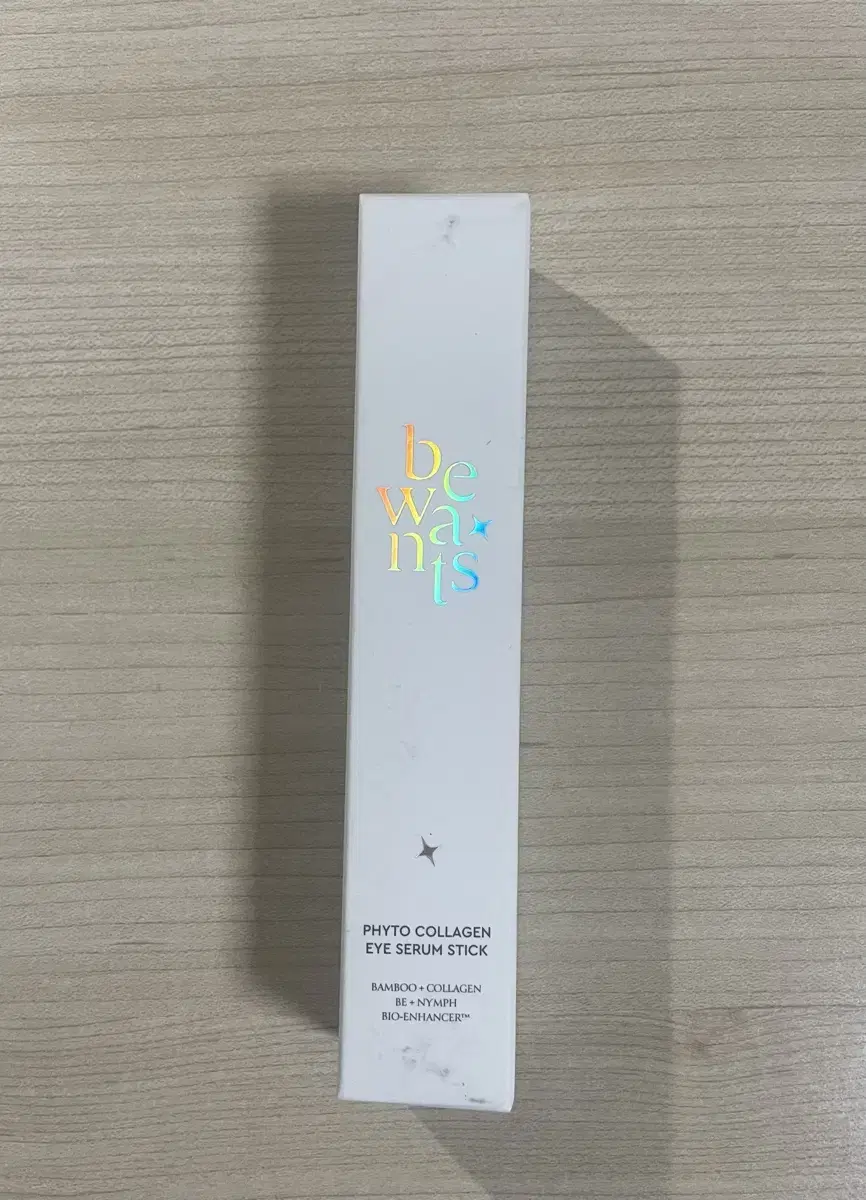 be
wa
nts
PHYTO COLLAGEN
EYE SERUM STICK
BAMBOO + COLLAGEN
BE + NYMPH
BIO-ENHANCER™